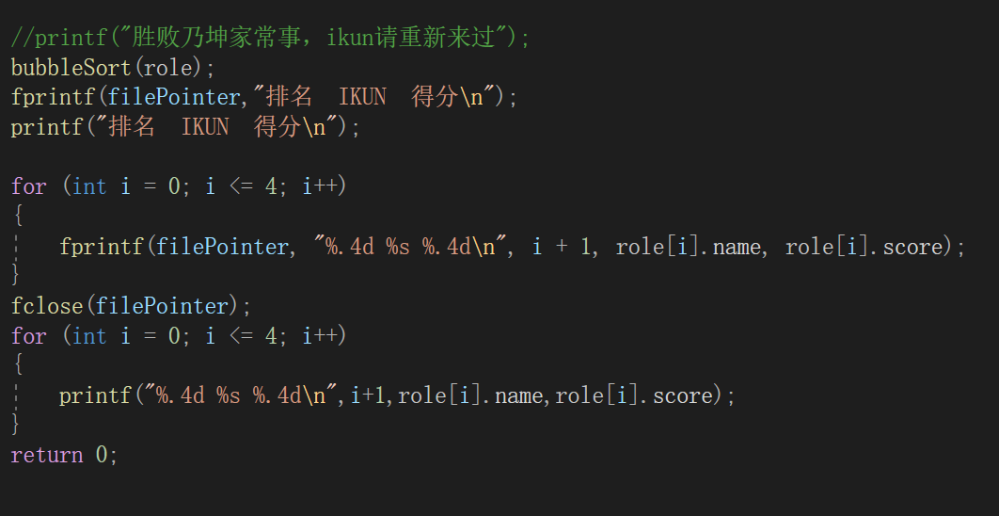 //printf("胜败乃坤家常事，ikun请重新来过");
bubbleSort(role);
fprintf(filePointer,"排名  IKUN  得分\n");
printf("排名  IKUN  得分\n");
for (int i = 0; i <= 4; i++)
{
fprintf(filePointer, "%.4d %s %.4d\n", i + 1, role[i].name, role[i].score);
}
fclose(filePointer);
for (int i = 0; i <= 4; i++)
{
printf("%.4d %s %.4d\n",i+1,role[i].name,role[i].score);
}
return 0;